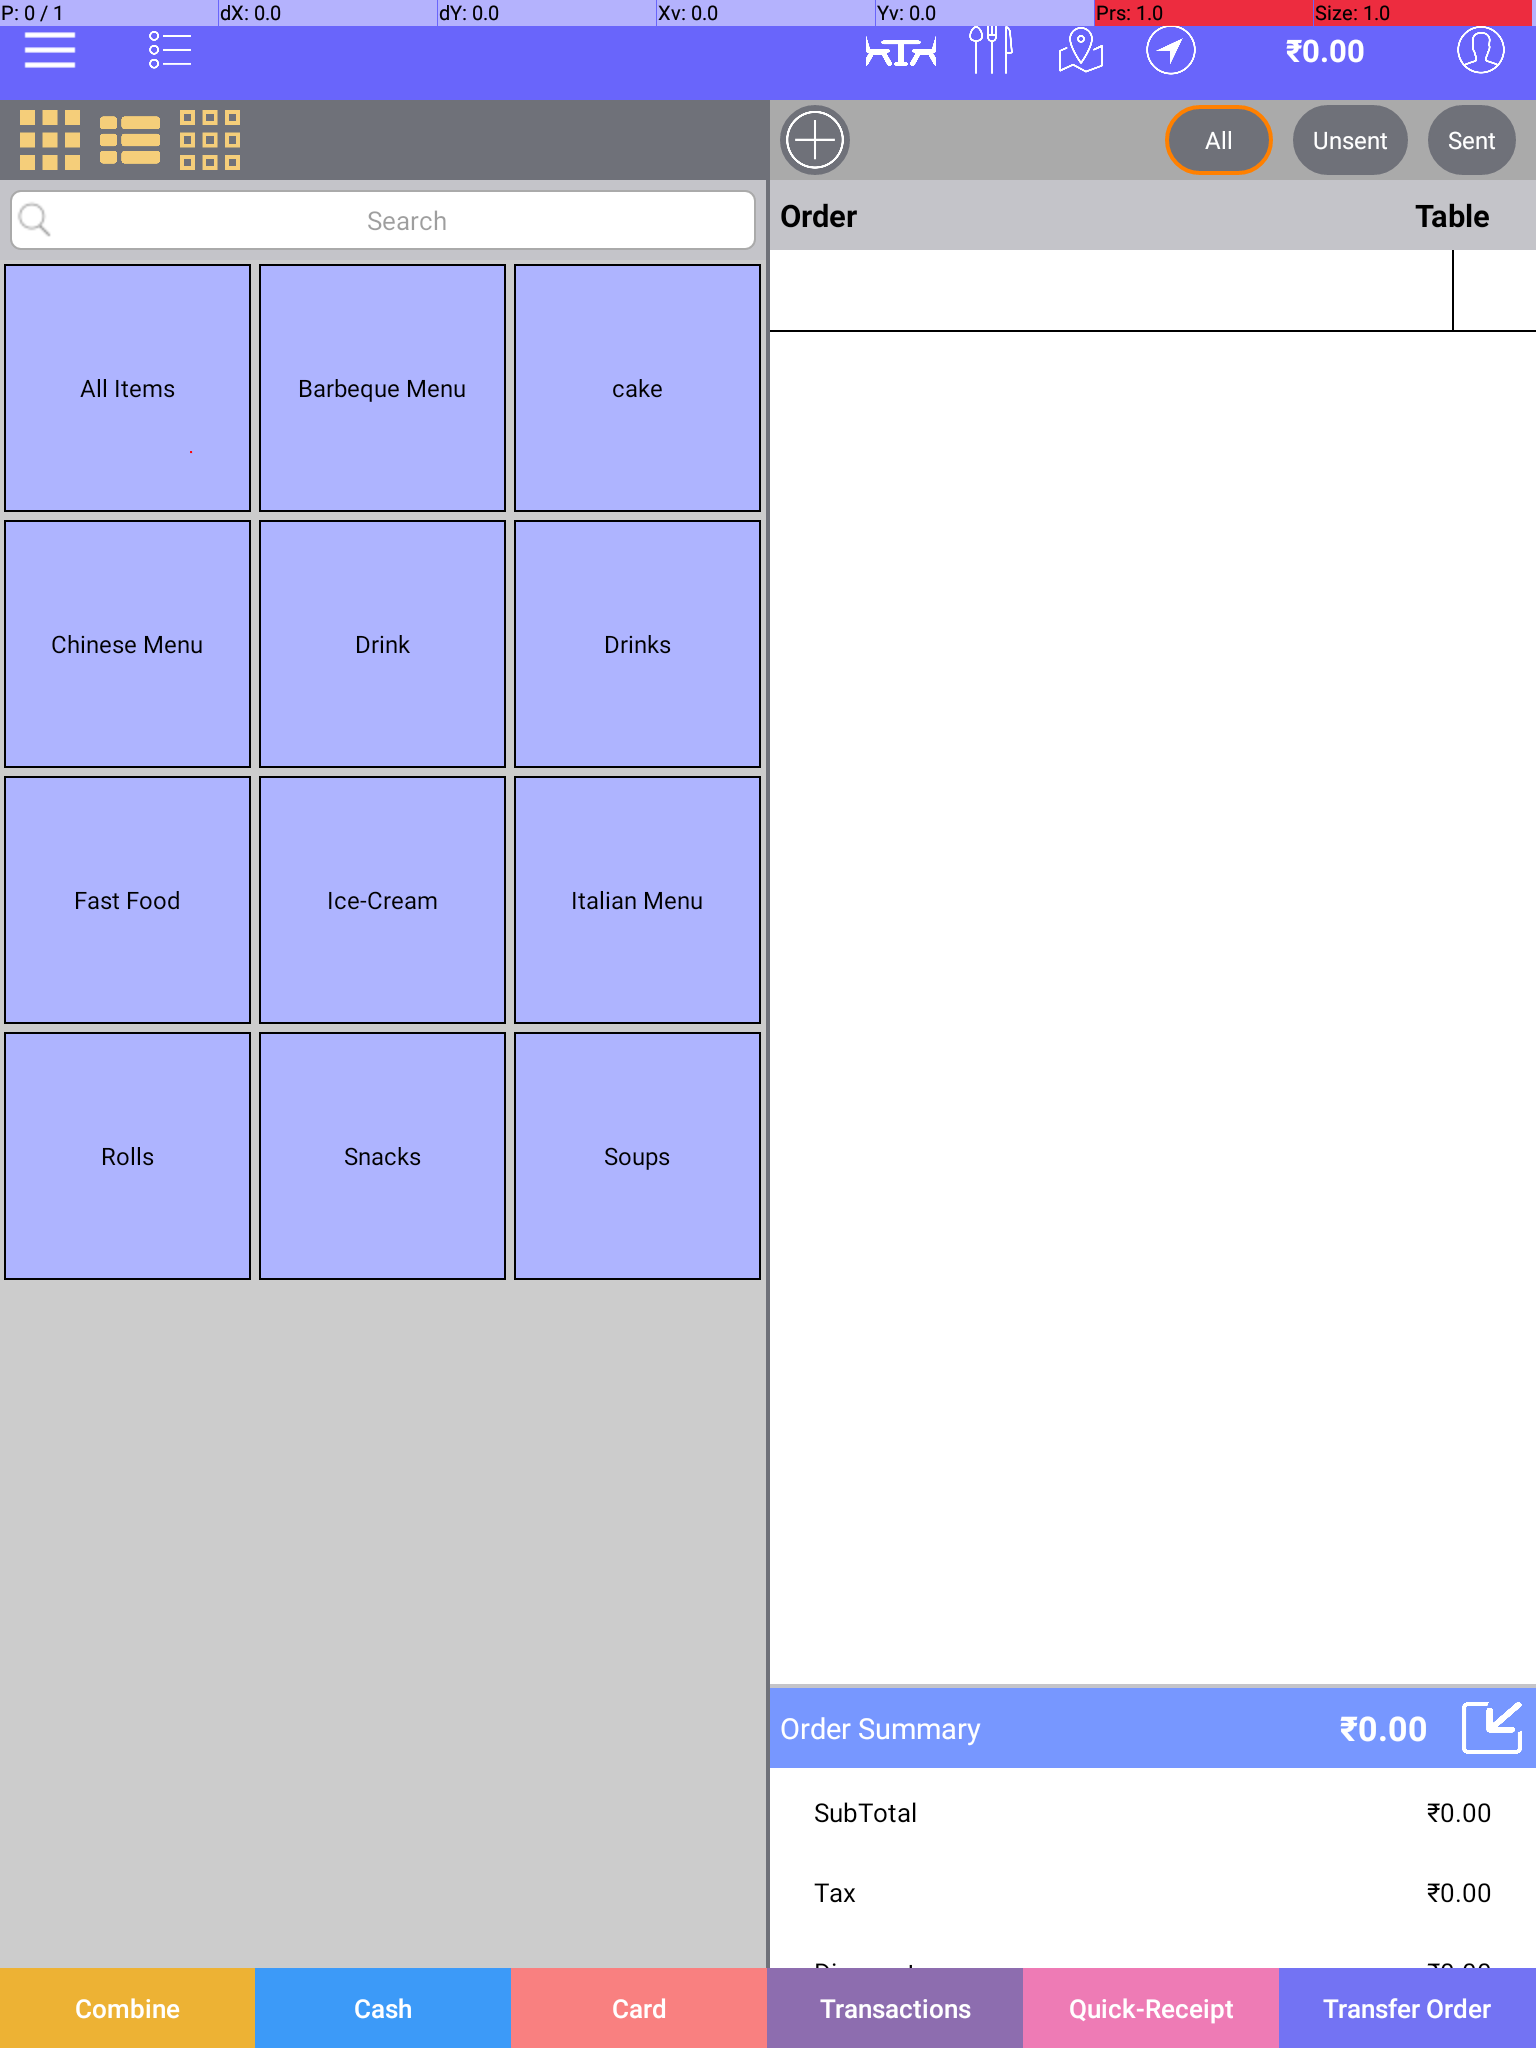 P: 0 / 1 dX: 0.0 dY: 0.0 Xv: 0.0 Yv: 0.0 Prs: 1.0 Size: 1.0
₹0.00
All Unsent Sent
Search
Order Table
All Items Barbeque Menu cake
Chinese Menu Drink Drinks
Fast Food Ice-Cream Italian Menu
Rolls Snacks Soups
Order Summary ₹0.00
SubTotal ₹0.00
Tax ₹0.00
Combine Cash Card Transactions Quick-Receipt Transfer Order